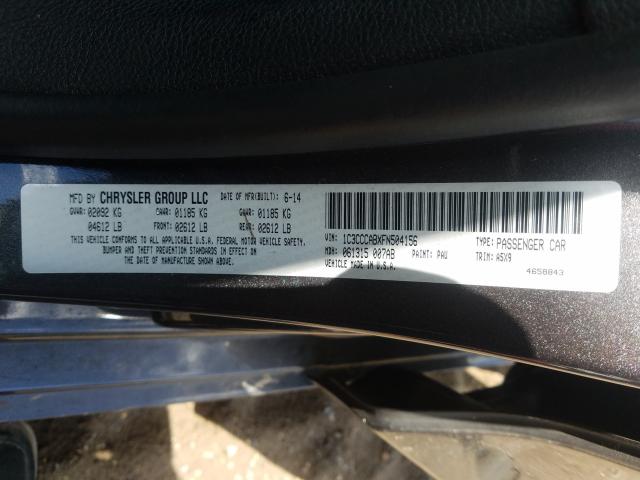 MFD BY CHRYSLER GROUP LLC DATE OF MFR(BUILT): 6-14
GVWR: 02092 KG GAWR: 01185 KG GAWR: 01185 KG
04612 LB FRONT: 02612 LB REAR: 02612 LB
THIS VEHICLE CONFORMS TO ALL APPLICABLE U.S.A. FEDERAL MOTOR VEHICLE SAFETY,
BUMPER AND THEFT PREVENTION STANDARDS IN EFFECT ON
THE DATE OF MANUFACTURE SHOWN ABOVE.
VIN: 1C3CCCABXFN504156 TYPE: PASSENGER CAR
MDH: 061315 007AB PAINT: PAU TRIM: A5X9
VEHICLE MADE IN U.S.A. 4658843